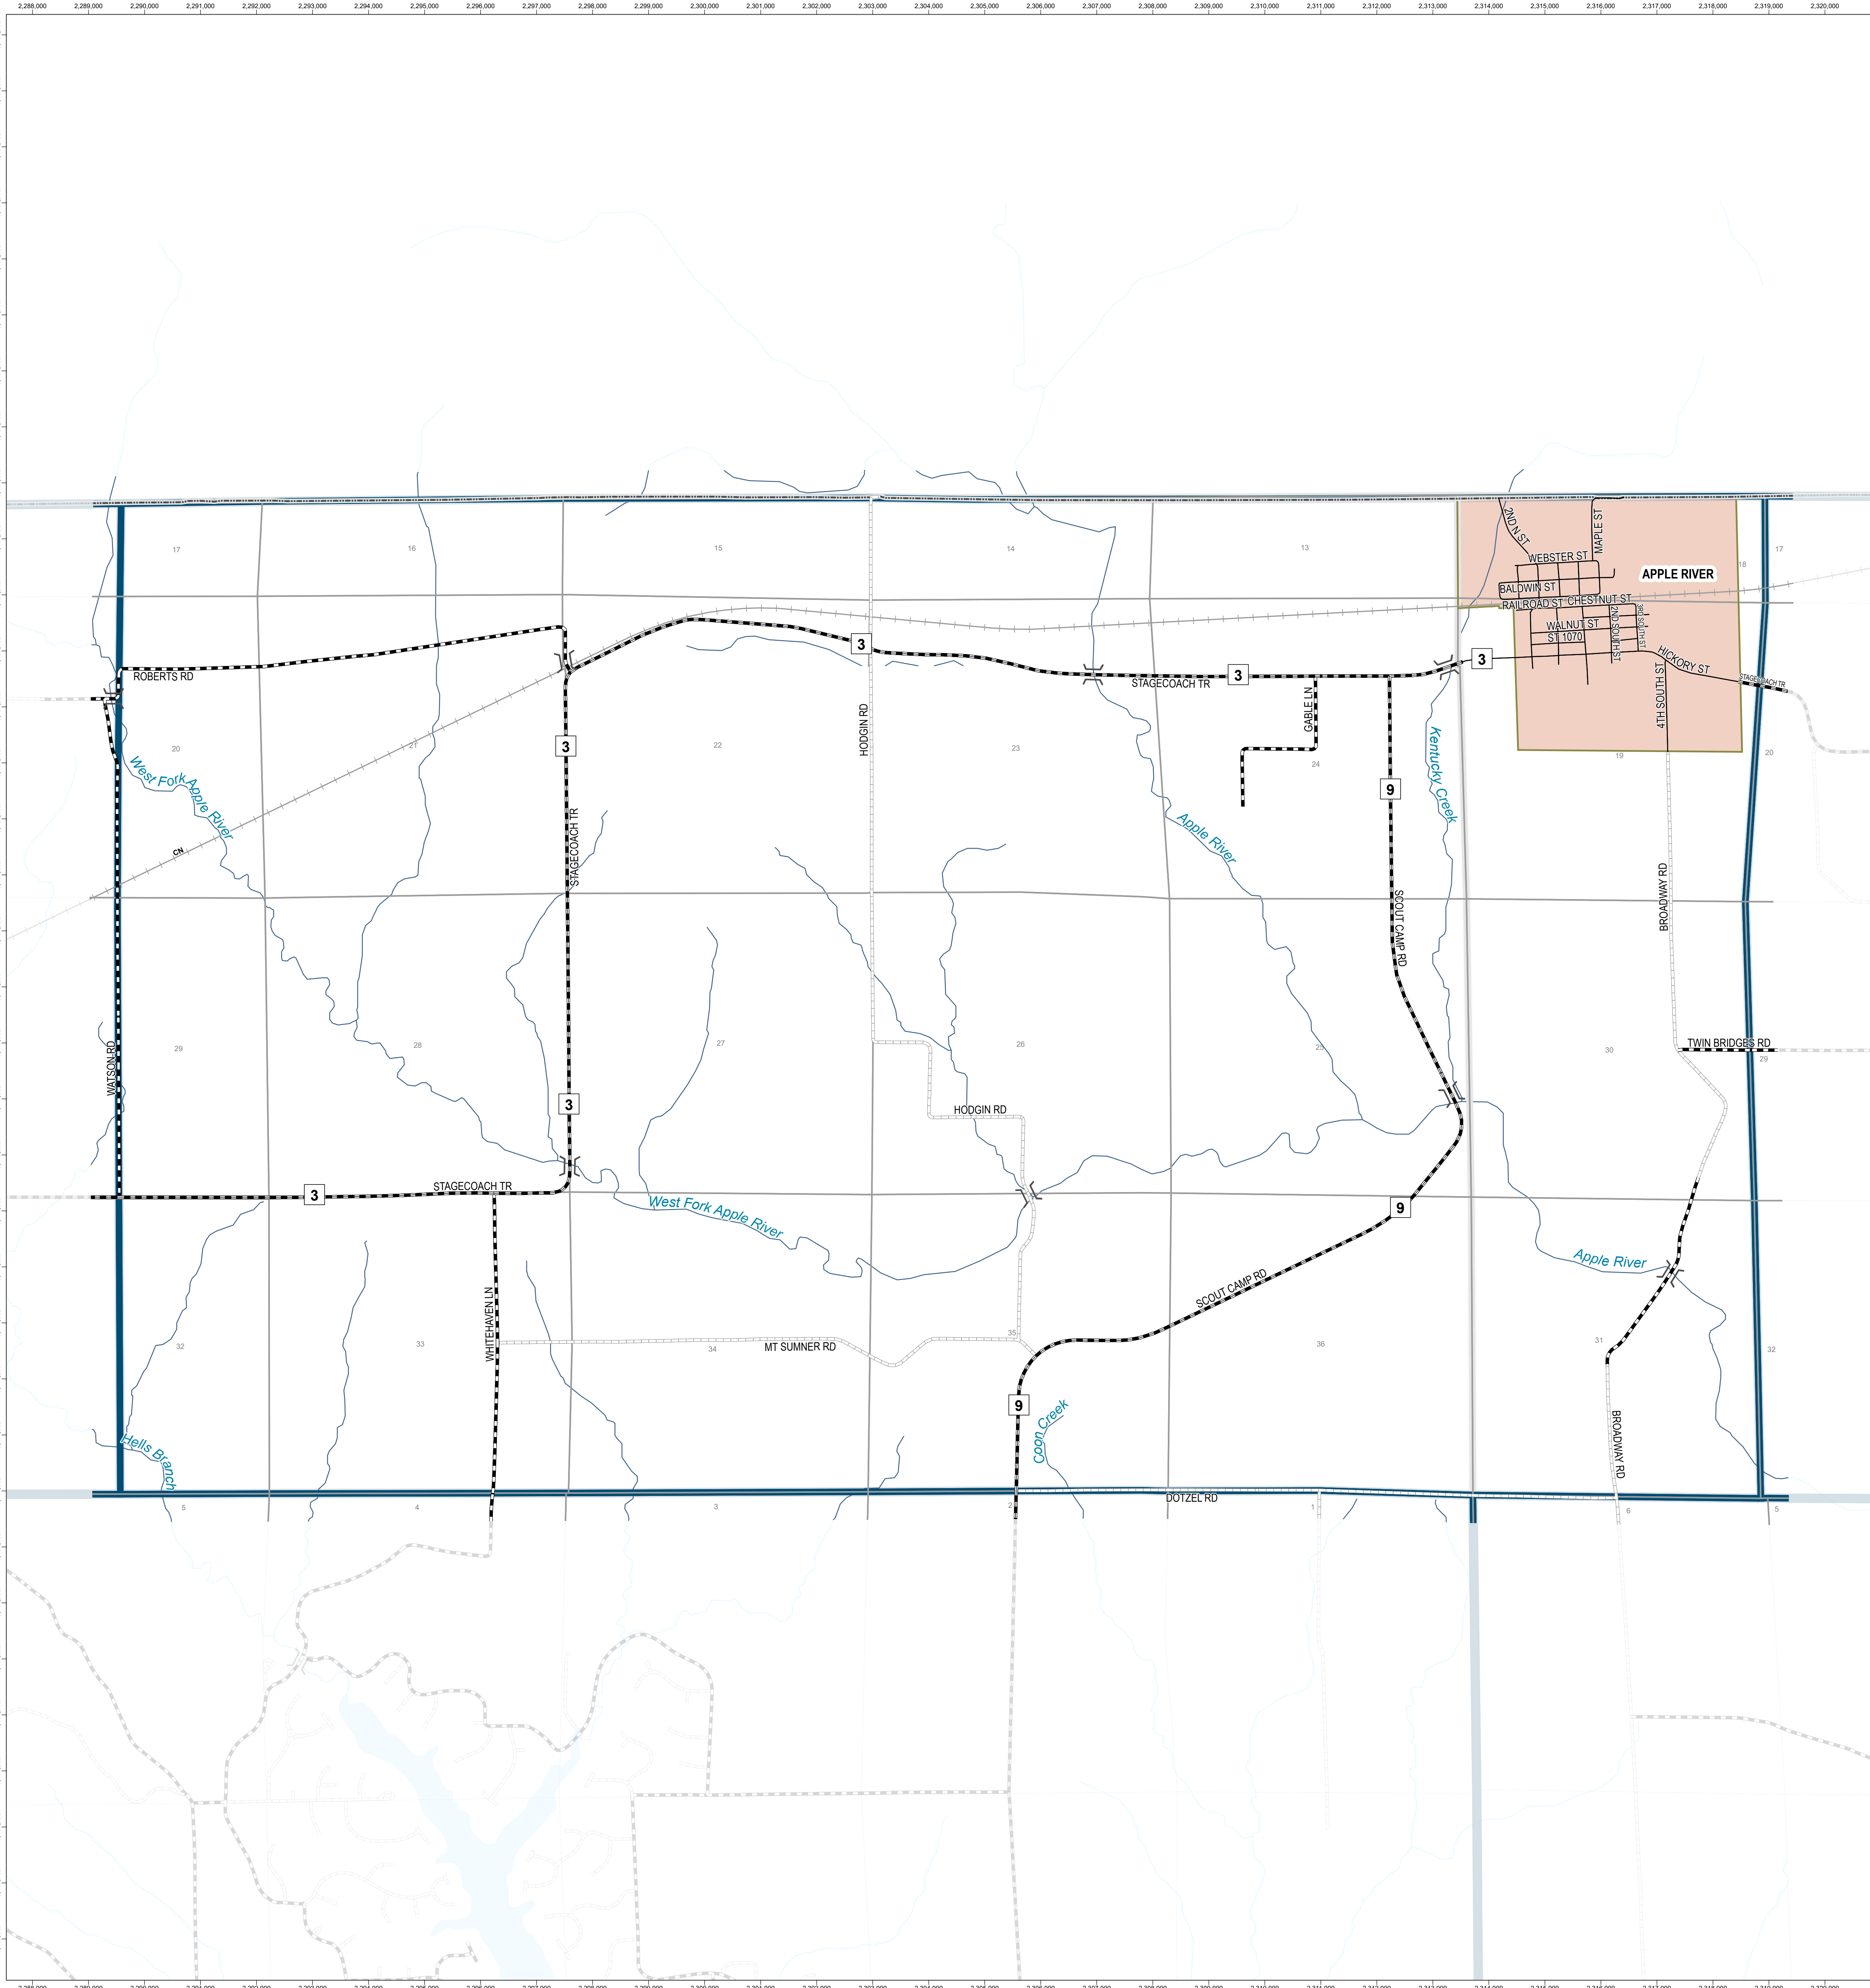 2,288,000 2,289,000 2,290,000 2,291,000 2,292,000 2,293,000 2,294,000 2,295,000 2,296,000 2,297,000 2,298,000 2,299,000 2,300,000 2,301,000 2,302,000 2,303,000 2,304,000 2,305,000 2,306,000 2,307,000 2,308,000 2,309,000 2,310,000 2,311,000 2,312,000 2,313,000 2,314,000 2,315,000 2,316,000 2,317,000 2,318,000 2,319,000 2,320,000
2ND N ST
MAPLE ST
17
16
15
14
13
17
WEBSTER ST
18
APPLE RIVER
BALDWIN ST
RAILROAD ST
CHESTNUT ST
2ND SOUTH ST
3RD SOUTH ST
WALNUT ST
ST 1070
3
3
HICKORY ST
ROBERTS RD
3
STAGECOACH TR
STAGECOACH TR
4TH SOUTH ST
GABLE LN
HODGIN RD
3
20
21
22
23
24
19
20
Kentucky Creek
West Fork Apple River
9
Apple River
CN
STAGECOACH TR
SCOUT CAMP RD
BROADWAY RD
29
28
27
26
25
30
TWIN BRIDGES RD
29
WATSON RD
3
HODGIN RD
STAGECOACH TR
3
West Fork Apple River
9
Apple River
SCOUT CAMP RD
WHITEHAVEN LN
32
33
34
MT SUMNER RD
35
36
31
32
9
Coon Creek
BROADWAY RD
Hells Branch
DOTZEL RD
5
4
3
2
1
6
5